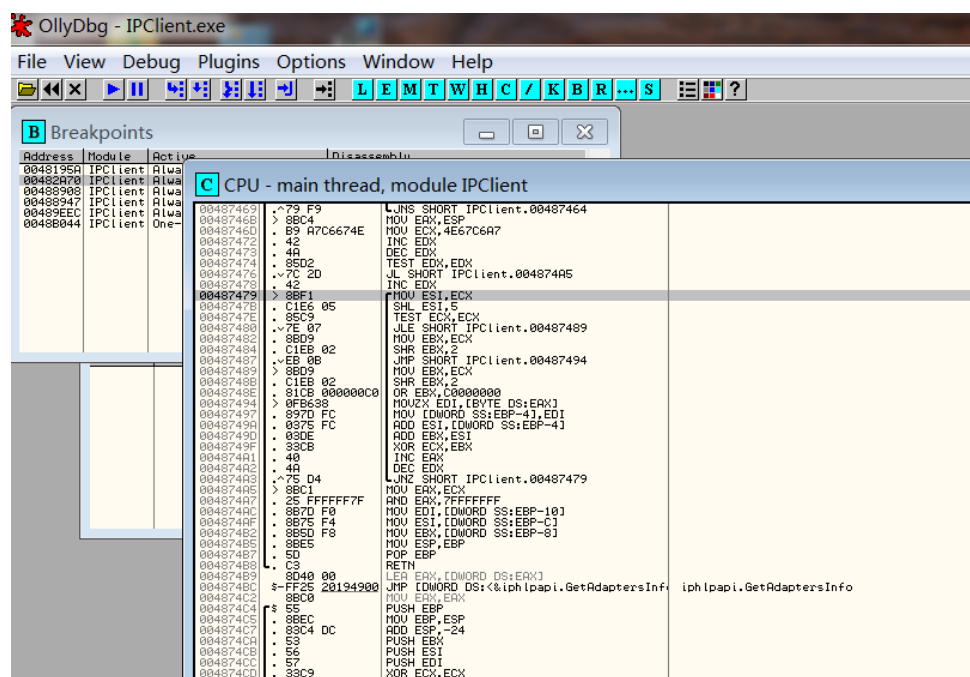 OllyDbg - IPClient.exe
File View Debug Plugins Options Window Help
L E M T W H C / K B R ... S ?
B Breakpoints
Address Module Active Disassembly
0048195A IPClient Alwa
00482A70 IPClient Alwa
00488908 IPClient Alwa
00488947 IPClient Alwa
00489EEC IPClient Alwa
0048B044 IPClient One-
C CPU - main thread, module IPClient
00487469 .^79 F9 JNS SHORT IPClient.00487464
0048746B > 8BC4 MOV EAX,ESP
0048746D . B9 A7C6674E MOV ECX,4E67C6A7
00487472 . 42 INC EDX
00487473 . 4A DEC EDX
00487474 . 85D2 TEST EDX,EDX
00487476 .v7C 2D JL SHORT IPClient.004874A5
00487478 . 42 INC EDX
00487479 > 8BF1 MOV ESI,ECX
0048747B . C1E6 05 SHL ESI,5
0048747E . 85C9 TEST ECX,ECX
00487480 .v7E 07 JLE SHORT IPClient.00487489
00487482 . 8BD9 MOV EBX,ECX
00487484 . C1EB 02 SHR EBX,2
00487487 .vEB 0B JMP SHORT IPClient.00487494
00487489 > 8BD9 MOV EBX,ECX
0048748B . C1EB 02 SHR EBX,2
0048748E . 81CB 000000C0 OR EBX,C0000000
00487494 > 0FB638 MOVZX EDI,[BYTE DS:EAX]
00487497 . 897D FC MOV [DWORD SS:EBP-4],EDI
0048749A . 0375 FC ADD ESI,[DWORD SS:EBP-4]
0048749D . 03DE ADD EBX,ESI
0048749F . 33CB XOR ECX,EBX
004874A1 . 40 INC EAX
004874A2 . 4A DEC EDX
004874A3 .^75 D4 JNZ SHORT IPClient.00487479
004874A5 > 8BC1 MOV EAX,ECX
004874A7 . 25 FFFFFF7F AND EAX,7FFFFFFF
004874AC . 8B7D F0 MOV EDI,[DWORD SS:EBP-10]
004874AF . 8B75 F4 MOV ESI,[DWORD SS:EBP-C]
004874B2 . 8B5D F8 MOV EBX,[DWORD SS:EBP-8]
004874B5 . 8BE5 MOV ESP,EBP
004874B7 . 5D POP EBP
004874B8 . C3 RETN
004874B9 8D40 00 LEA EAX,[DWORD DS:EAX]
004874BC $-FF25 20194900 JMP [DWORD DS:<&iphlpapi.GetAdaptersInf iphlpapi.GetAdaptersInfo
004874C2 8BC0 MOV EAX,EAX
004874C4 $ 55 PUSH EBP
004874C5 . 8BEC MOV EBP,ESP
004874C7 . 83C4 DC ADD ESP,-24
004874CA . 53 PUSH EBX
004874CB . 56 PUSH ESI
004874CC . 57 PUSH EDI
004874CD . 33C9 XOR ECX,ECX